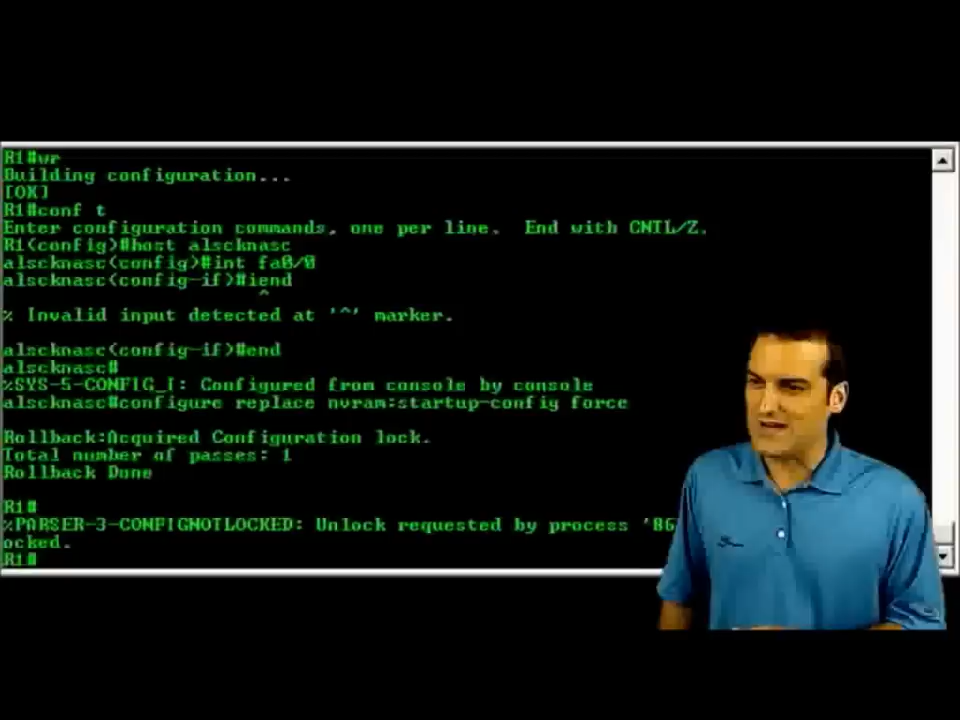 R1#wr
Building configuration...
[OK]
R1#conf t
Enter configuration commands, one per line.  End with CNTL/Z.
R1(config)#host alscknasc
alscknasc(config)#int fa0/0
alscknasc(config-if)#iend
^
% Invalid input detected at '^' marker.
alscknasc(config-if)#end
alscknasc#
%SYS-5-CONFIG_I: Configured from console by console
alscknasc#configure replace nvram:startup-config force
Rollback:Acquired Configuration lock.
Total number of passes: 1
Rollback Done
R1#
%PARSER-3-CONFIGNOTLOCKED: Unlock requested by process '86
ocked.
R1#